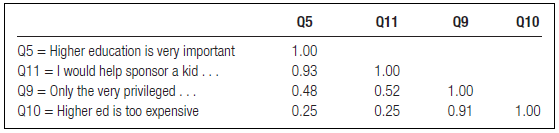 Q5 Q11 Q9 Q10
Q5 = Higher education is very important 1.00
Q11 = I would help sponsor a kid . . . 0.93 1.00
Q9 = Only the very privileged . . . 0.48 0.52 1.00
Q10 = Higher ed is too expensive 0.25 0.25 0.91 1.00